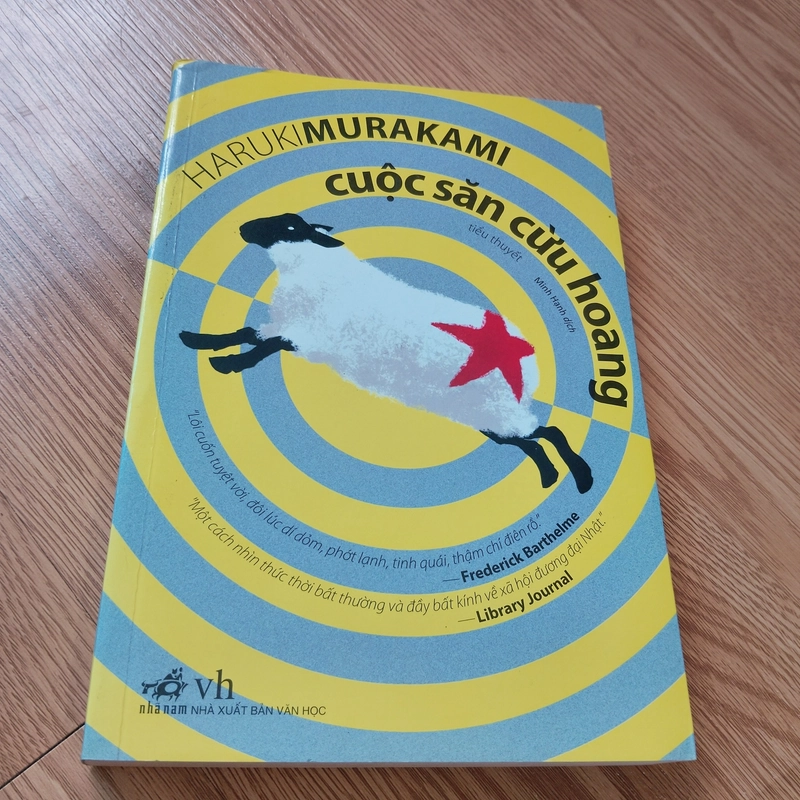 HARUKI MURAKAMI
cuộc săn cừu hoang
tiểu thuyết
Minh Hạnh dịch
"Lôi cuốn tuyệt vời, đôi lúc dí dỏm, phớt lạnh, tinh quái, thậm chí điên rồ."
—Frederick Barthelme
"Một cách nhìn thức thời bất thường và đầy bất kính về xã hội đương đại Nhật."
—Library Journal
vh
nhã nam NHÀ XUẤT BẢN VĂN HỌC